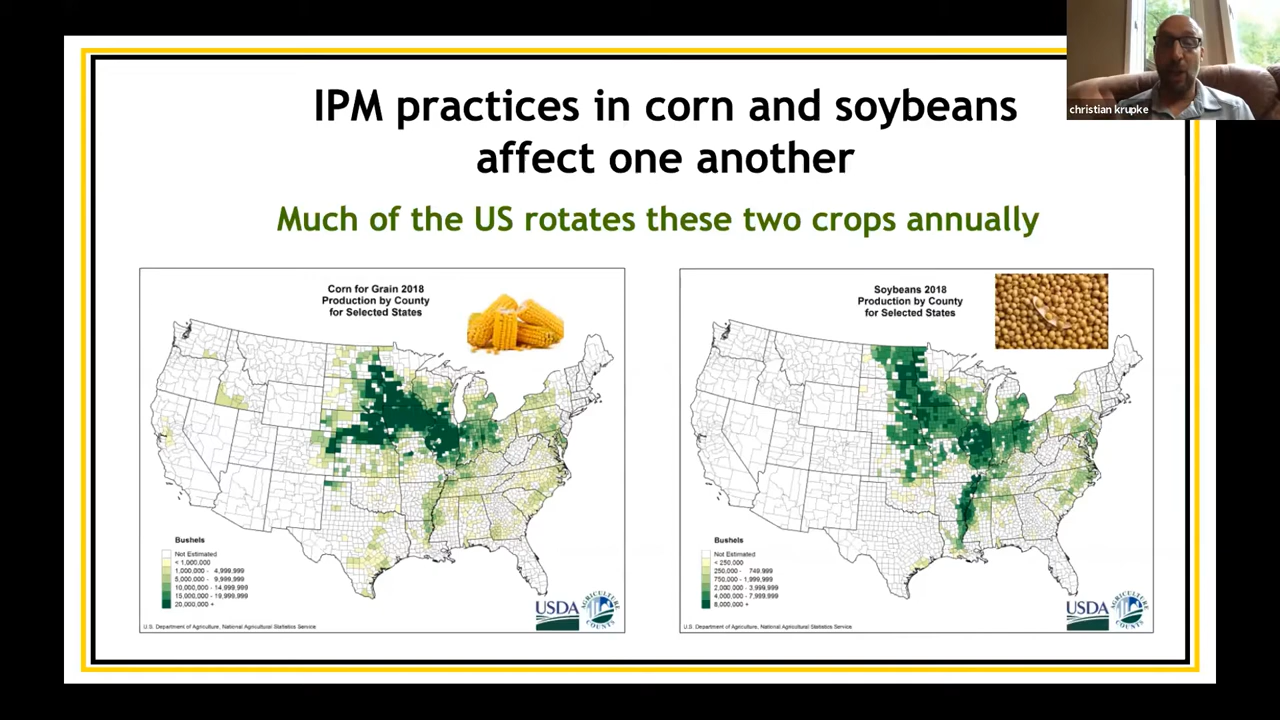 IPM practices in corn and soybeans
affect one another
christian krupke
Much of the US rotates these two crops annually
Corn for Grain 2018
Production by County
for Selected States
Bushels
Not Estimated
< 1,000,000
1,000,000 - 4,999,999
5,000,000 - 9,999,999
10,000,000 - 14,999,999
15,000,000 - 19,999,999
20,000,000 +
USDA
AGRICULTURE
COUNTS
U.S. Department of Agriculture, National Agricultural Statistics Service
Soybeans 2018
Production by County
for Selected States
Bushels
Not Estimated
< 250,000
250,000 - 749,999
750,000 - 1,999,999
2,000,000 - 3,999,999
4,000,000 - 7,999,999
8,000,000 +
USDA
AGRICULTURE
COUNTS
U.S. Department of Agriculture, National Agricultural Statistics Service